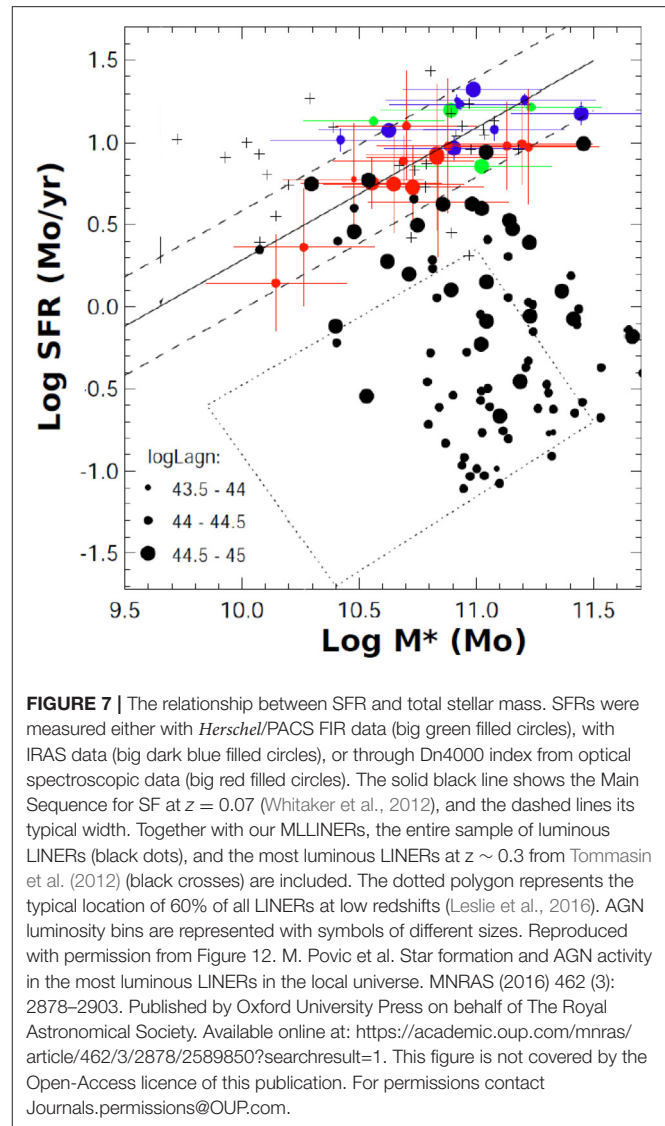 1.5
1.0
0.5
0.0
-0.5
-1.0
-1.5
Log SFR (Mo/yr)
logLagn:
43.5 - 44
44 - 44.5
44.5 - 45
9.5 10.0 10.5 11.0 11.5
Log M* (Mo)
FIGURE 7 | The relationship between SFR and total stellar mass. SFRs were
measured either with Herschel/PACS FIR data (big green filled circles), with
IRAS data (big dark blue filled circles), or through Dn4000 index from optical
spectroscopic data (big red filled circles). The solid black line shows the Main
Sequence for SF at z = 0.07 (Whitaker et al., 2012), and the dashed lines its
typical width. Together with our MLLINERs, the entire sample of luminous
LINERs (black dots), and the most luminous LINERs at z ∼ 0.3 from Tommasin
et al. (2012) (black crosses) are included. The dotted polygon represents the
typical location of 60% of all LINERs at low redshifts (Leslie et al., 2016). AGN
luminosity bins are represented with symbols of different sizes. Reproduced
with permission from Figure 12. M. Povic et al. Star formation and AGN activity
in the most luminous LINERs in the local universe. MNRAS (2016) 462 (3):
2878–2903. Published by Oxford University Press on behalf of The Royal
Astronomical Society. Available online at: https://academic.oup.com/mnras/
article/462/3/2878/2589850?searchresult=1. This figure is not covered by the
Open-Access licence of this publication. For permissions contact
Journals.permissions@OUP.com.